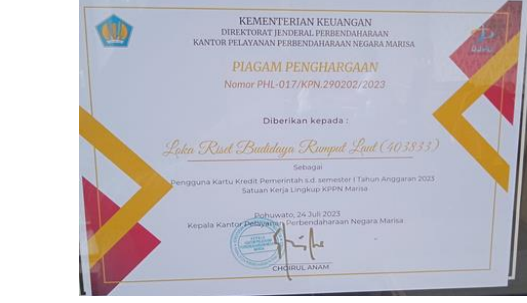 KEMENTERIAN KEUANGAN
DIREKTORAT JENDERAL PERBENDAHARAAN
KANTOR PELAYANAN PERBENDAHARAAN NEGARA MARISA
PIAGAM PENGHARGAAN
Nomor PHL-017/KPN.290202/2023
Diberikan kepada :
Loka Riset Budidaya Rumput Laut (403833)
Sebagai
Pengguna Kartu Kredit Pemerintah s.d. semester I Tahun Anggaran 2023
Satuan Kerja Lingkup KPPN Marisa
Pohuwato, 24 Juli 2023
Kepala Kantor Pelayanan Perbendaharaan Negara Marisa
CHOIRUL ANAM